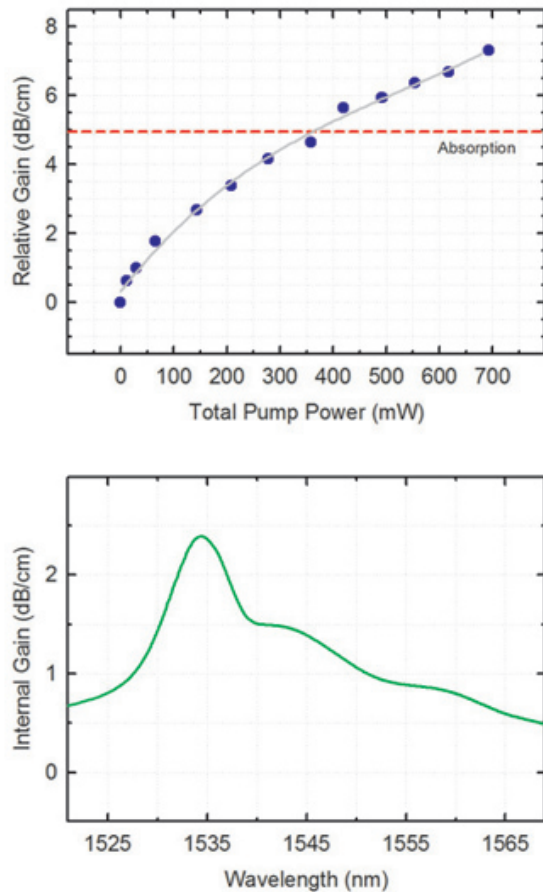 8
6
4
2
0
Relative Gain (dB/cm)
Absorption
0 100 200 300 400 500 600 700
Total Pump Power (mW)
2
1
0
Internal Gain (dB/cm)
1525 1535 1545 1555 1565
Wavelength (nm)